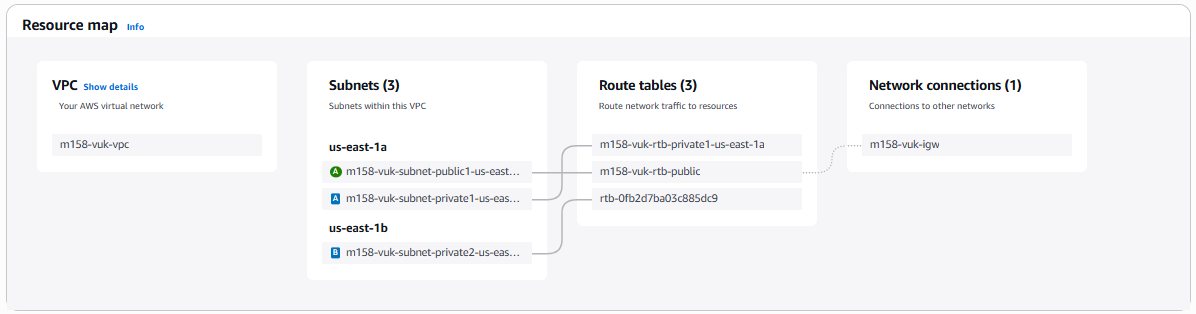 Resource map Info
VPC Show details
Your AWS virtual network
m158-vuk-vpc
Subnets (3)
Subnets within this VPC
us-east-1a
A m158-vuk-subnet-public1-us-east...
A m158-vuk-subnet-private1-us-eas...
us-east-1b
B m158-vuk-subnet-private2-us-eas...
Route tables (3)
Route network traffic to resources
m158-vuk-rtb-private1-us-east-1a
m158-vuk-rtb-public
rtb-0fb2d7ba03c885dc9
Network connections (1)
Connections to other networks
m158-vuk-igw